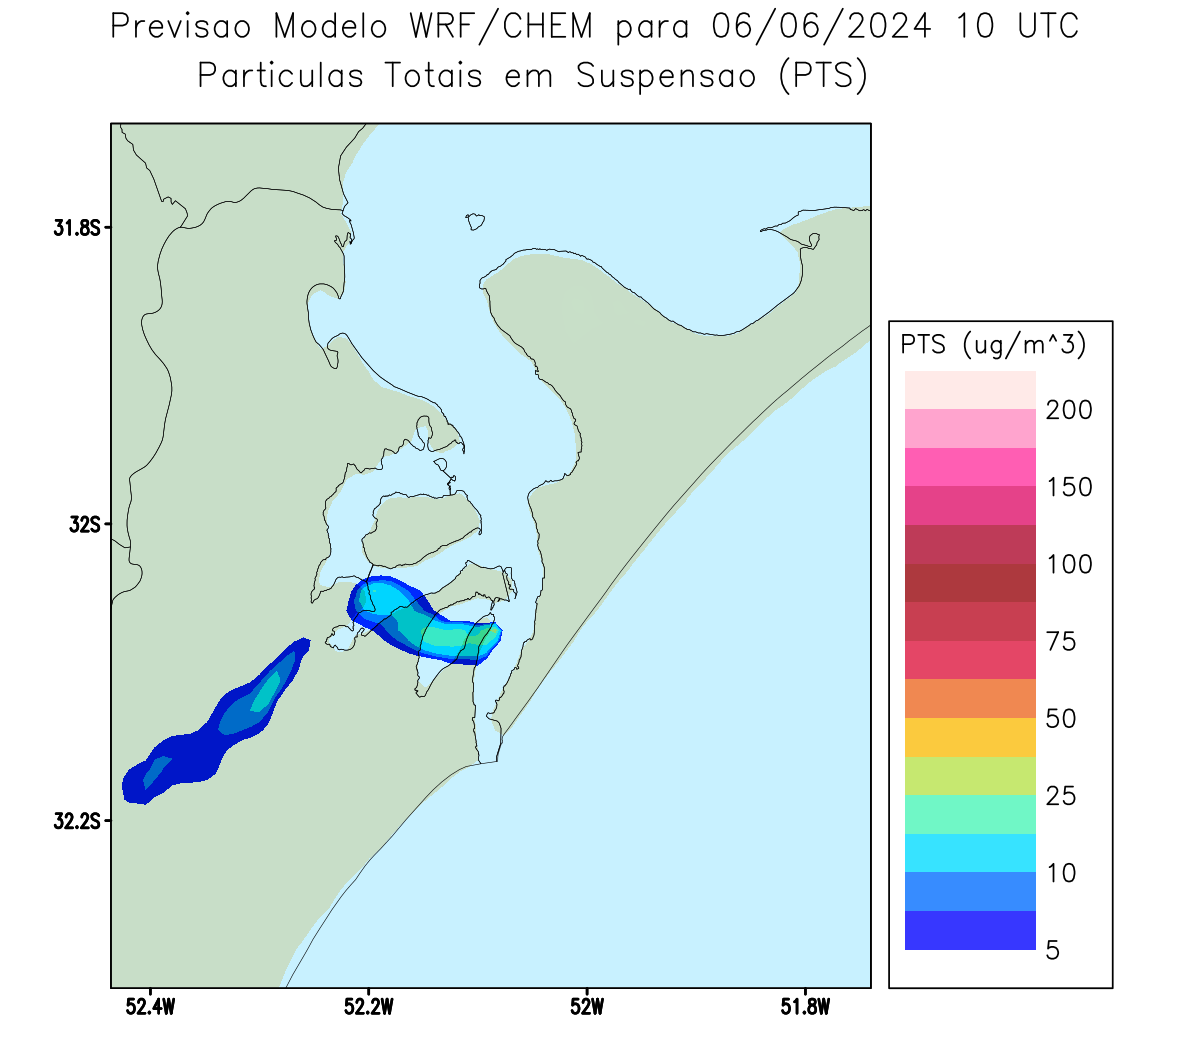 Previsao Modelo WRF/CHEM para 06/06/2024 10 UTC
Particulas Totais em Suspensao (PTS)
31.8S
32S
32.2S
52.4W
52.2W
52W
51.8W
PTS (ug/m^3)
200
150
100
75
50
25
10
5